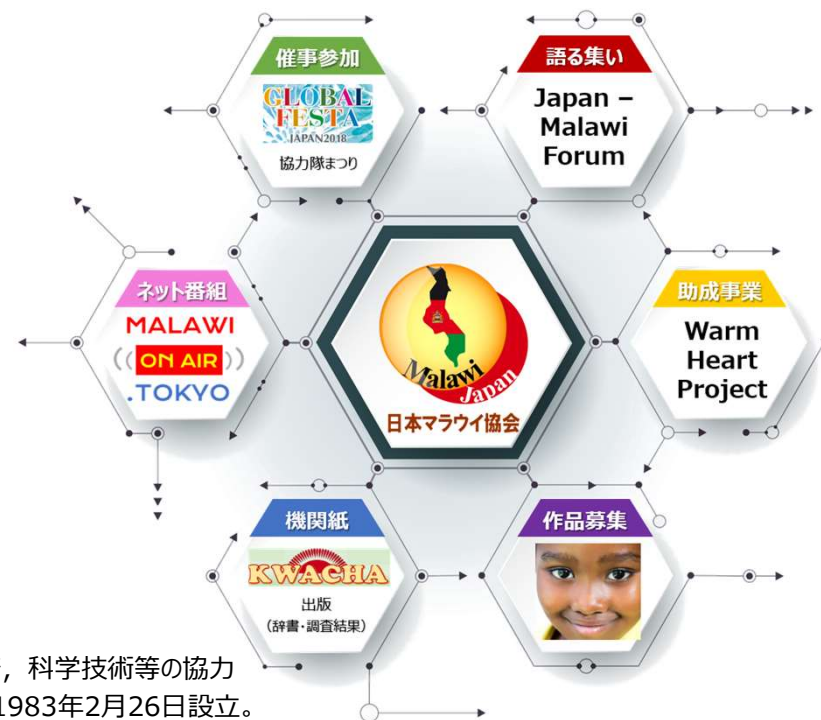 催事参加
GLOBAL
FESTA
JAPAN2018
協力隊まつり
語る集い
Japan –
Malawi
Forum
ネット番組
MALAWI
((ON AIR))
.TOKYO
Malawi
Japan
日本マラウイ協会
助成事業
Warm
Heart
Project
機関紙
KWACHA
出版
(辞書・調査結果)
作品募集
, 科学技術等の協力
1983年2月26日設立。